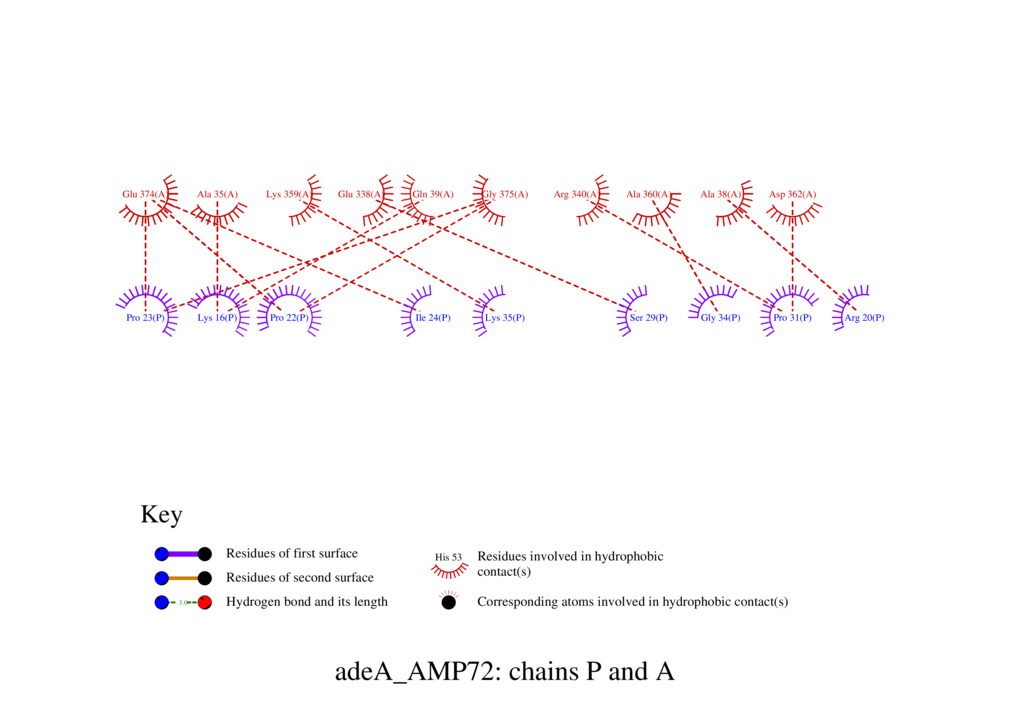 Glu 374(A) Ala 35(A) Lys 359(A) Glu 338(A) Gln 39(A) Gly 375(A) Arg 340(A) Ala 360(A) Ala 38(A) Asp 362(A)
Pro 23(P) Lys 16(P) Pro 22(P) Ile 24(P) Lys 35(P) Ser 29(P) Gly 34(P) Pro 31(P) Arg 20(P)
Key
Residues of first surface
Residues of second surface
3.0
Hydrogen bond and its length
His 53
Residues involved in hydrophobic
contact(s)
Corresponding atoms involved in hydrophobic contact(s)
adeA_AMP72: chains P and A